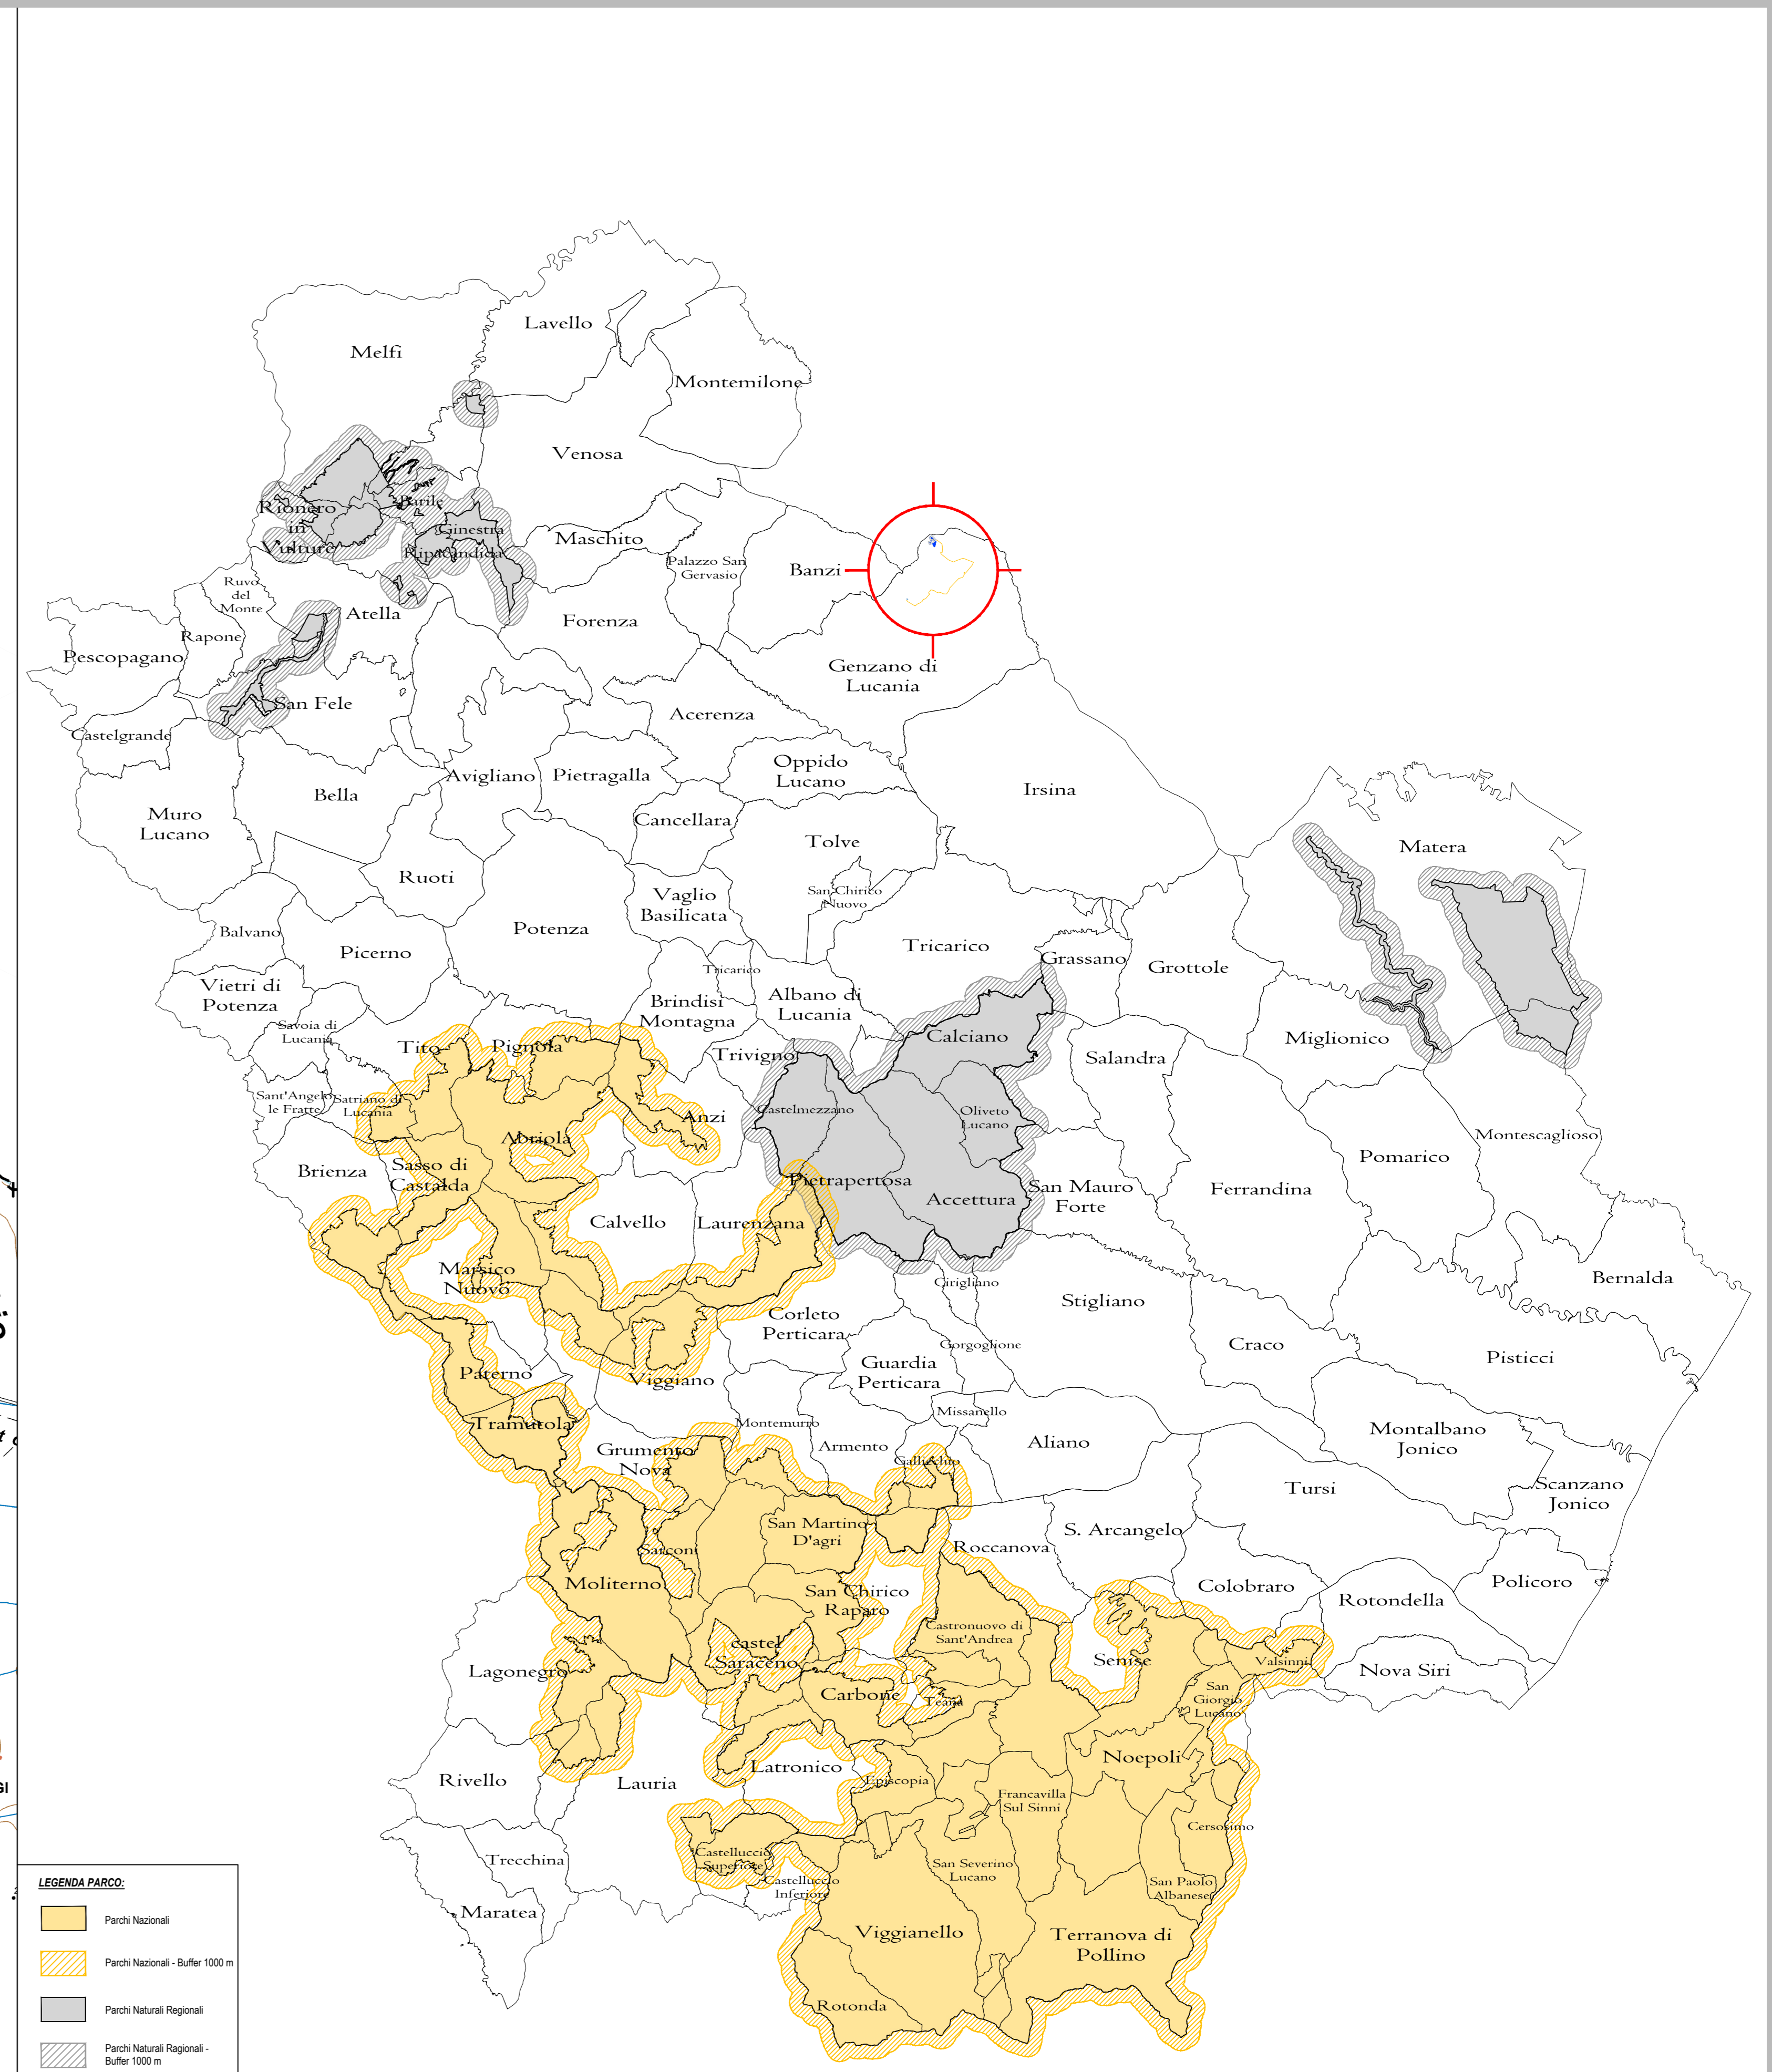 Lavello
Melfi
Montemilone
Venosa
Rionero
in
Vulture
Barile
Ginestra
Ripacandida
Maschito
Palazzo San
Gervasio
Banzi
Ruvo
del
Monte
Atella
Forenza
Rapone
Pescopagano
Genzano di
Lucania
San Fele
Acerenza
Castelgrande
Avigliano
Pietragalla
Oppido
Lucano
Irsina
Bella
Muro
Lucano
Cancellara
Tolve
Matera
Ruoti
Vaglio
Basilicata
San Chirico
Nuovo
Balvano
Potenza
Picerno
Tricarico
Grassano
Grottole
Tricarico
Vietri di
Potenza
Brindisi
Montagna
Albano di
Lucania
Savoia di
Lucania
Calciano
Miglionico
Tito
Pignola
Trivigno
Salandra
Sant'Angelo
le Fratte
Satriano di
Lucania
Castelmezzano
Oliveto
Lucano
Anzi
Abriola
Montescaglioso
Pomarico
Brienza
Sasso di
Castalda
Pietrapertosa
Accettura
San Mauro
Forte
Ferrandina
Calvello
Laurenzana
Marsico
Nuovo
Cirigliano
Bernalda
Stigliano
Corleto
Perticara
Gorgoglione
Craco
Pisticci
Guardia
Perticara
Paterno
Viggiano
Missanello
Tramutola
Montemurro
Armento
Aliano
Montalbano
Jonico
Grumento
Nova
Gallicchio
Tursi
Scanzano
Jonico
San Martino
D'agri
S. Arcangelo
Roccanova
Sarconi
Moliterno
San Chirico
Raparo
Colobraro
Policoro
Rotondella
Castronuovo di
Sant'Andrea
castel
Saraceno
Senise
Valsinni
Nova Siri
Lagonegro
Carbone
Teana
San
Giorgio
Lucano
Noepoli
Latronico
Rivello
Lauria
Episcopia
Francavilla
Sul Sinni
Cersosimo
Trecchina
Castelluccio
Superiore
Castelluccio
Inferiore
San Severino
Lucano
San Paolo
Albanese
Maratea
Viggianello
Terranova di
Pollino
Rotonda
GI
LEGENDA PARCO:
Parchi Nazionali
Parchi Nazionali - Buffer 1000 m
Parchi Naturali Regionali
Parchi Naturali Ragionali -
Buffer 1000 m